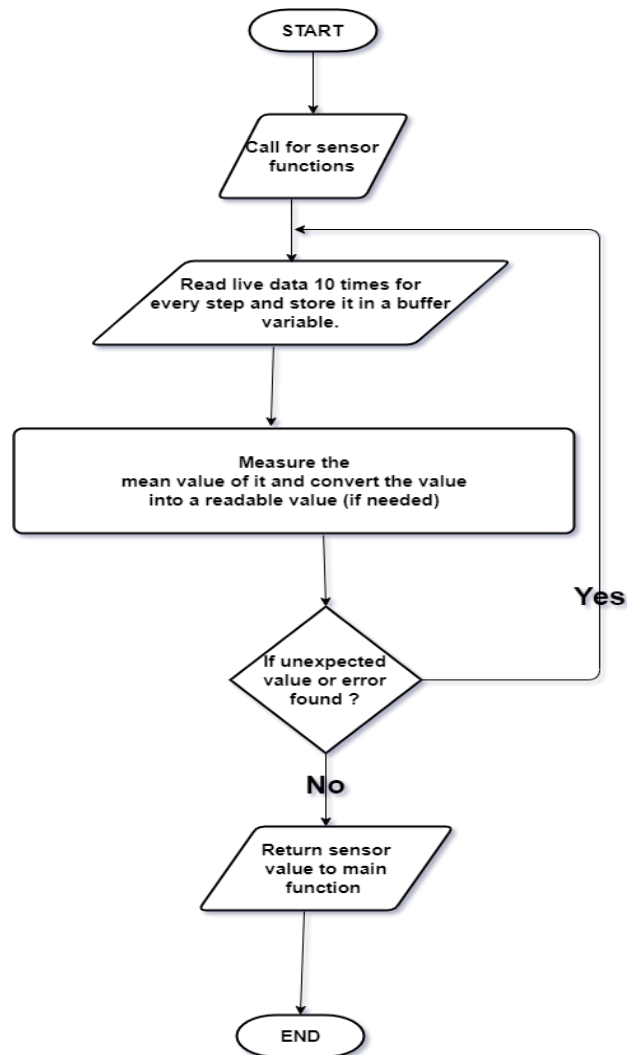 START
Call for sensor
functions
Read live data 10 times for
every step and store it in a buffer
variable.
Measure the
mean value of it and convert the value
into a readable value (if needed)
Yes
If unexpected
value or error
found ?
No
Return sensor
value to main
function
END